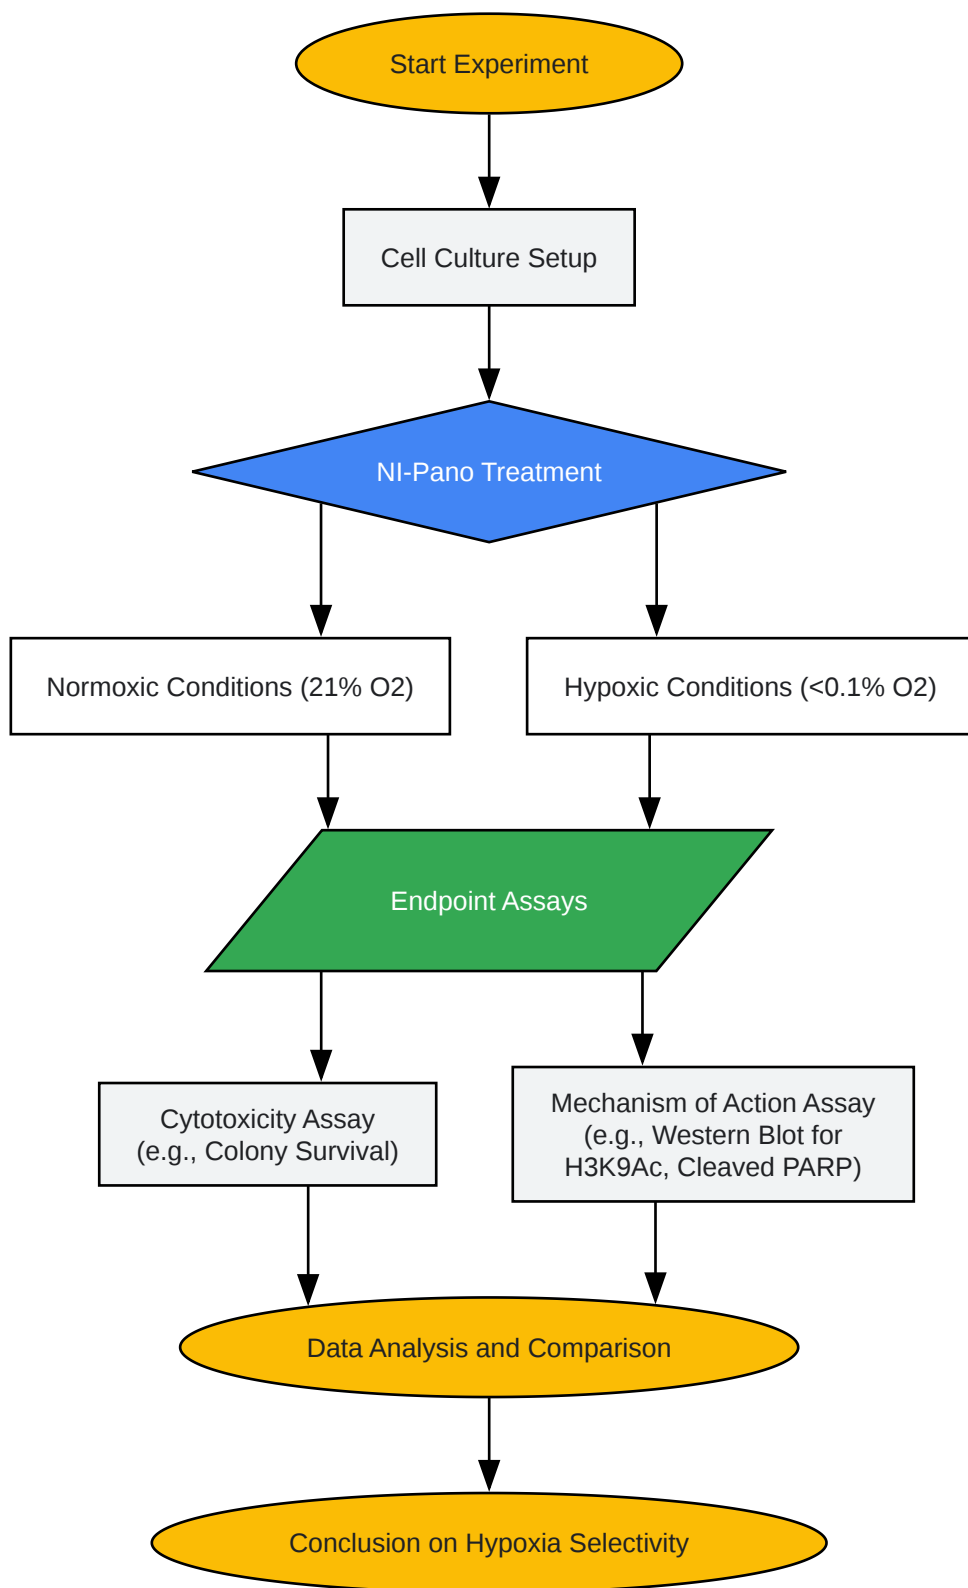 Start Experiment
Cell Culture Setup
NI-Pano Treatment
Normoxic Conditions (21% O2)
Hypoxic Conditions (<0.1% O2)
Endpoint Assays
Cytotoxicity Assay
(e.g., Colony Survival)
Mechanism of Action Assay
(e.g., Western Blot for
H3K9Ac, Cleaved PARP)
Data Analysis and Comparison
Conclusion on Hypoxia Selectivity